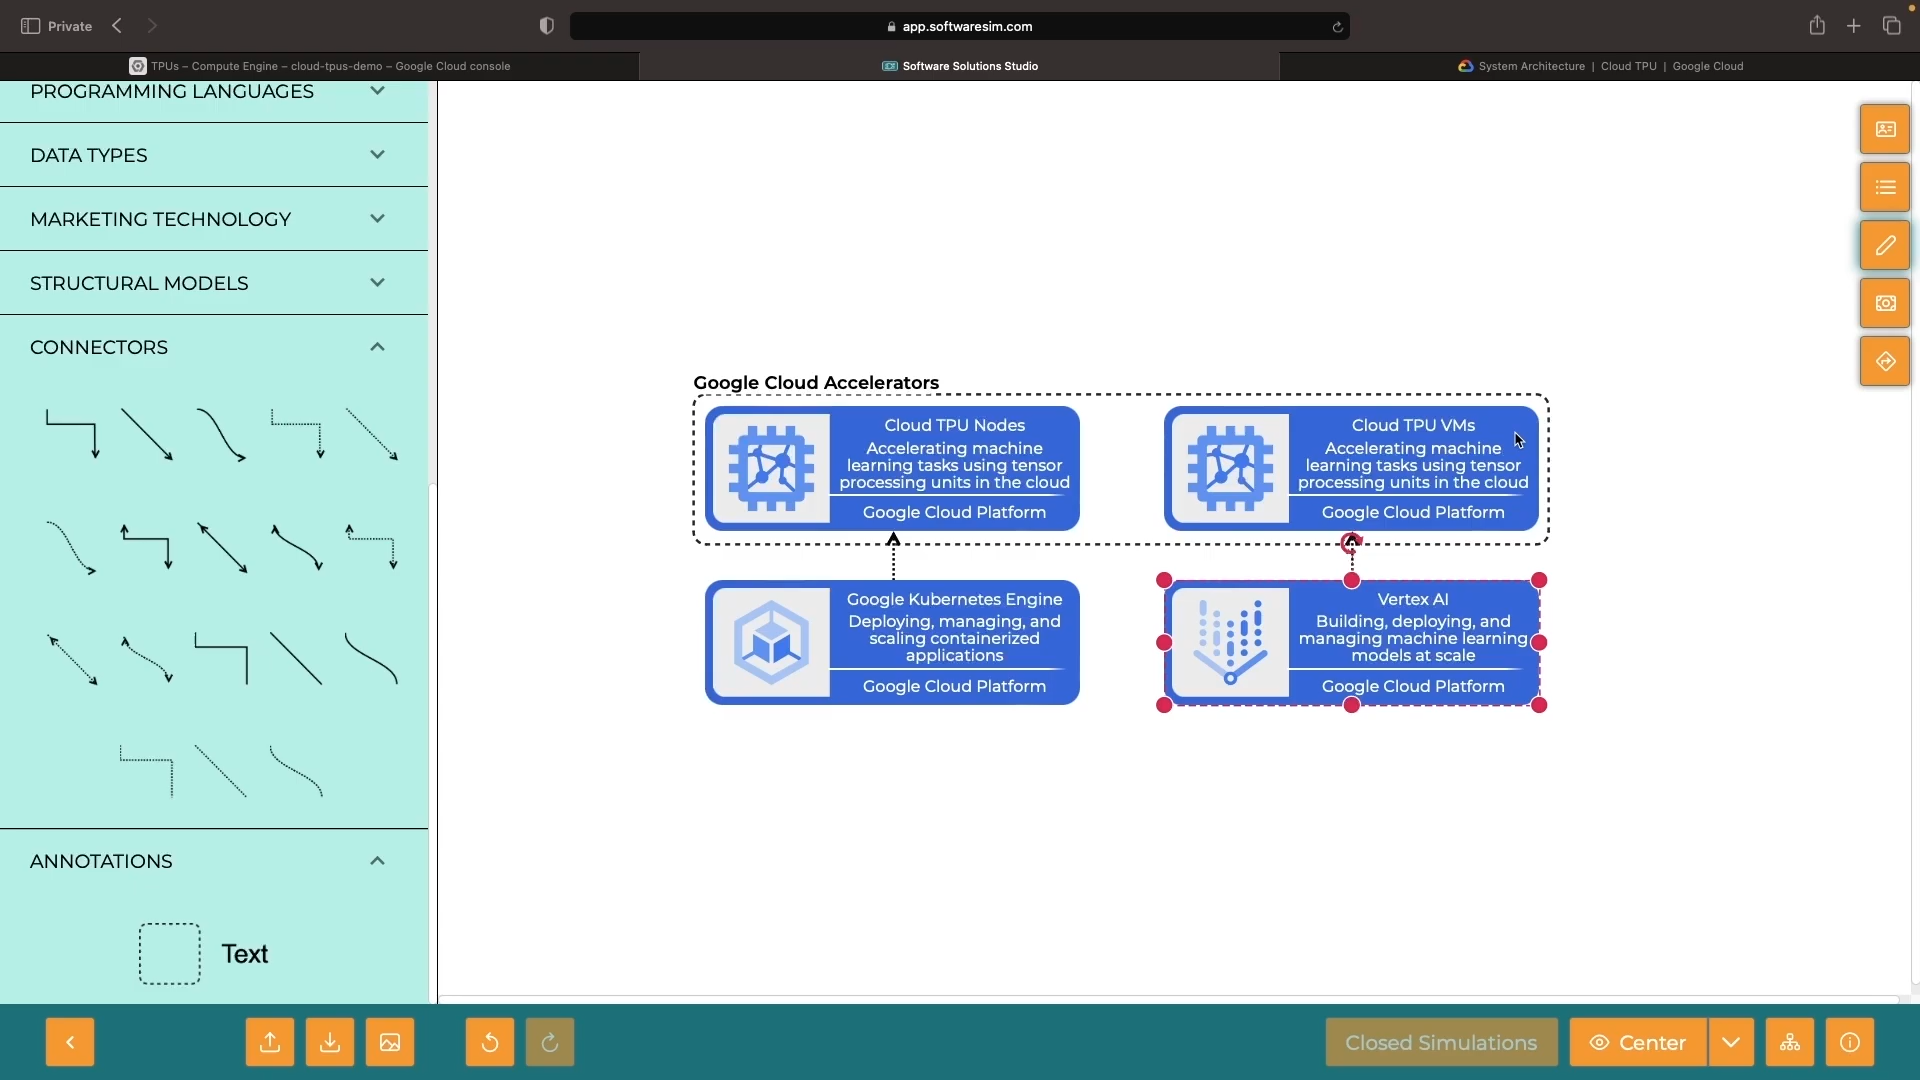 Private
app.softwaresim.com
TPUs – Compute Engine – cloud-tpus-demo – Google Cloud console
Software Solutions Studio
System Architecture | Cloud TPU | Google Cloud
PROGRAMMING LANGUAGES
DATA TYPES
MARKETING TECHNOLOGY
STRUCTURAL MODELS
CONNECTORS
ANNOTATIONS
Text
Google Cloud Accelerators
Cloud TPU Nodes
Accelerating machine
learning tasks using tensor
processing units in the cloud
Google Cloud Platform
Cloud TPU VMs
Accelerating machine
learning tasks using tensor
processing units in the cloud
Google Cloud Platform
Google Kubernetes Engine
Deploying, managing, and
scaling containerized
applications
Google Cloud Platform
Vertex AI
Building, deploying, and
managing machine learning
models at scale
Google Cloud Platform
Closed Simulations
Center